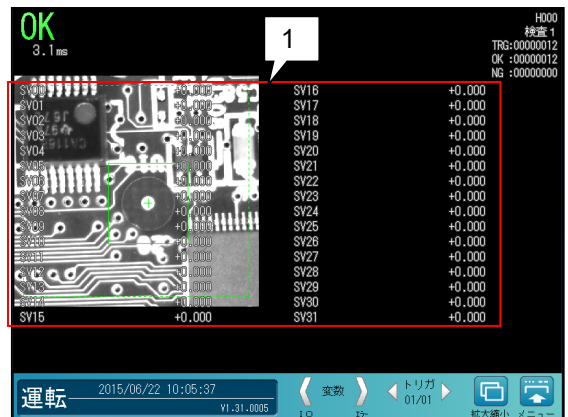 OK
3.1ms
1
H000
検査1
TRG:00000012
OK :00000012
NG :00000000
SV00 +0.000 SV16 +0.000
SV01 +0.000 SV17 +0.000
SV02 +0.000 SV18 +0.000
SV03 +0.000 SV19 +0.000
SV04 +0.000 SV20 +0.000
SV05 +0.000 SV21 +0.000
SV06 +0.000 SV22 +0.000
SV07 +0.000 SV23 +0.000
SV08 +0.000 SV24 +0.000
SV09 +0.000 SV25 +0.000
SV10 +0.000 SV26 +0.000
SV11 +0.000 SV27 +0.000
SV12 +0.000 SV28 +0.000
SV13 +0.000 SV29 +0.000
SV14 +0.000 SV30 +0.000
SV15 +0.000 SV31 +0.000
運転
2015/06/22 10:05:37
V1.31.0005
変数
トリガ
01/01
拡大縮小
メニュー